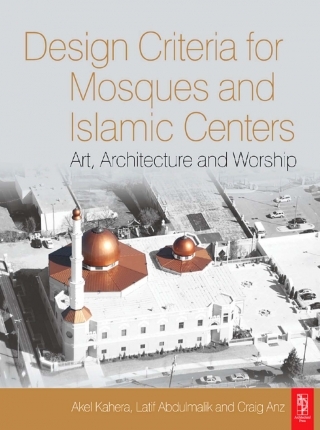 Design Criteria for
Mosques and
Islamic Centers
Art, Architecture and Worship
Akel Kahera, Latif Abdulmalik and Craig Anz